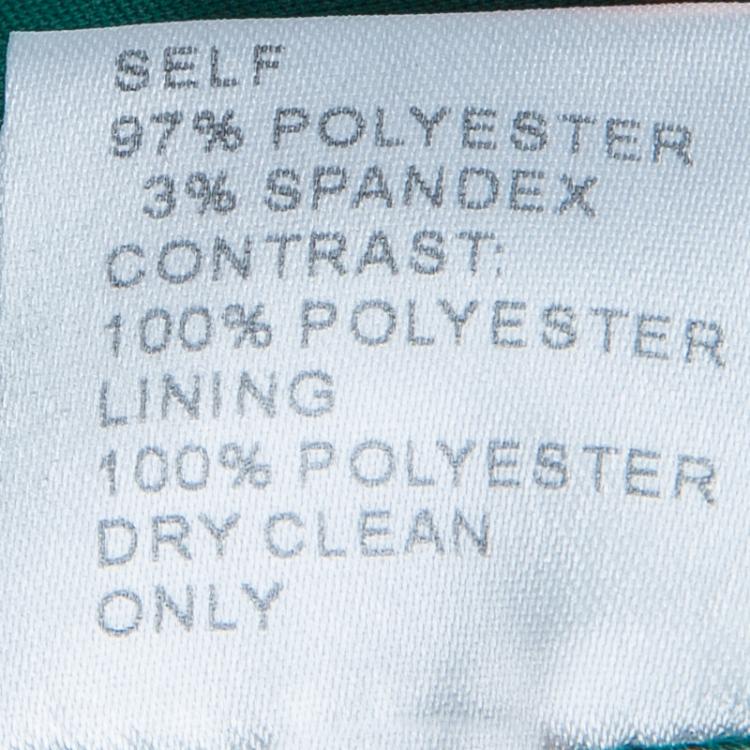 SELF
97% POLYESTER
3% SPANDEX
CONTRAST:
100% POLYESTER
LINING
100% POLYESTER
DRY CLEAN
ONLY